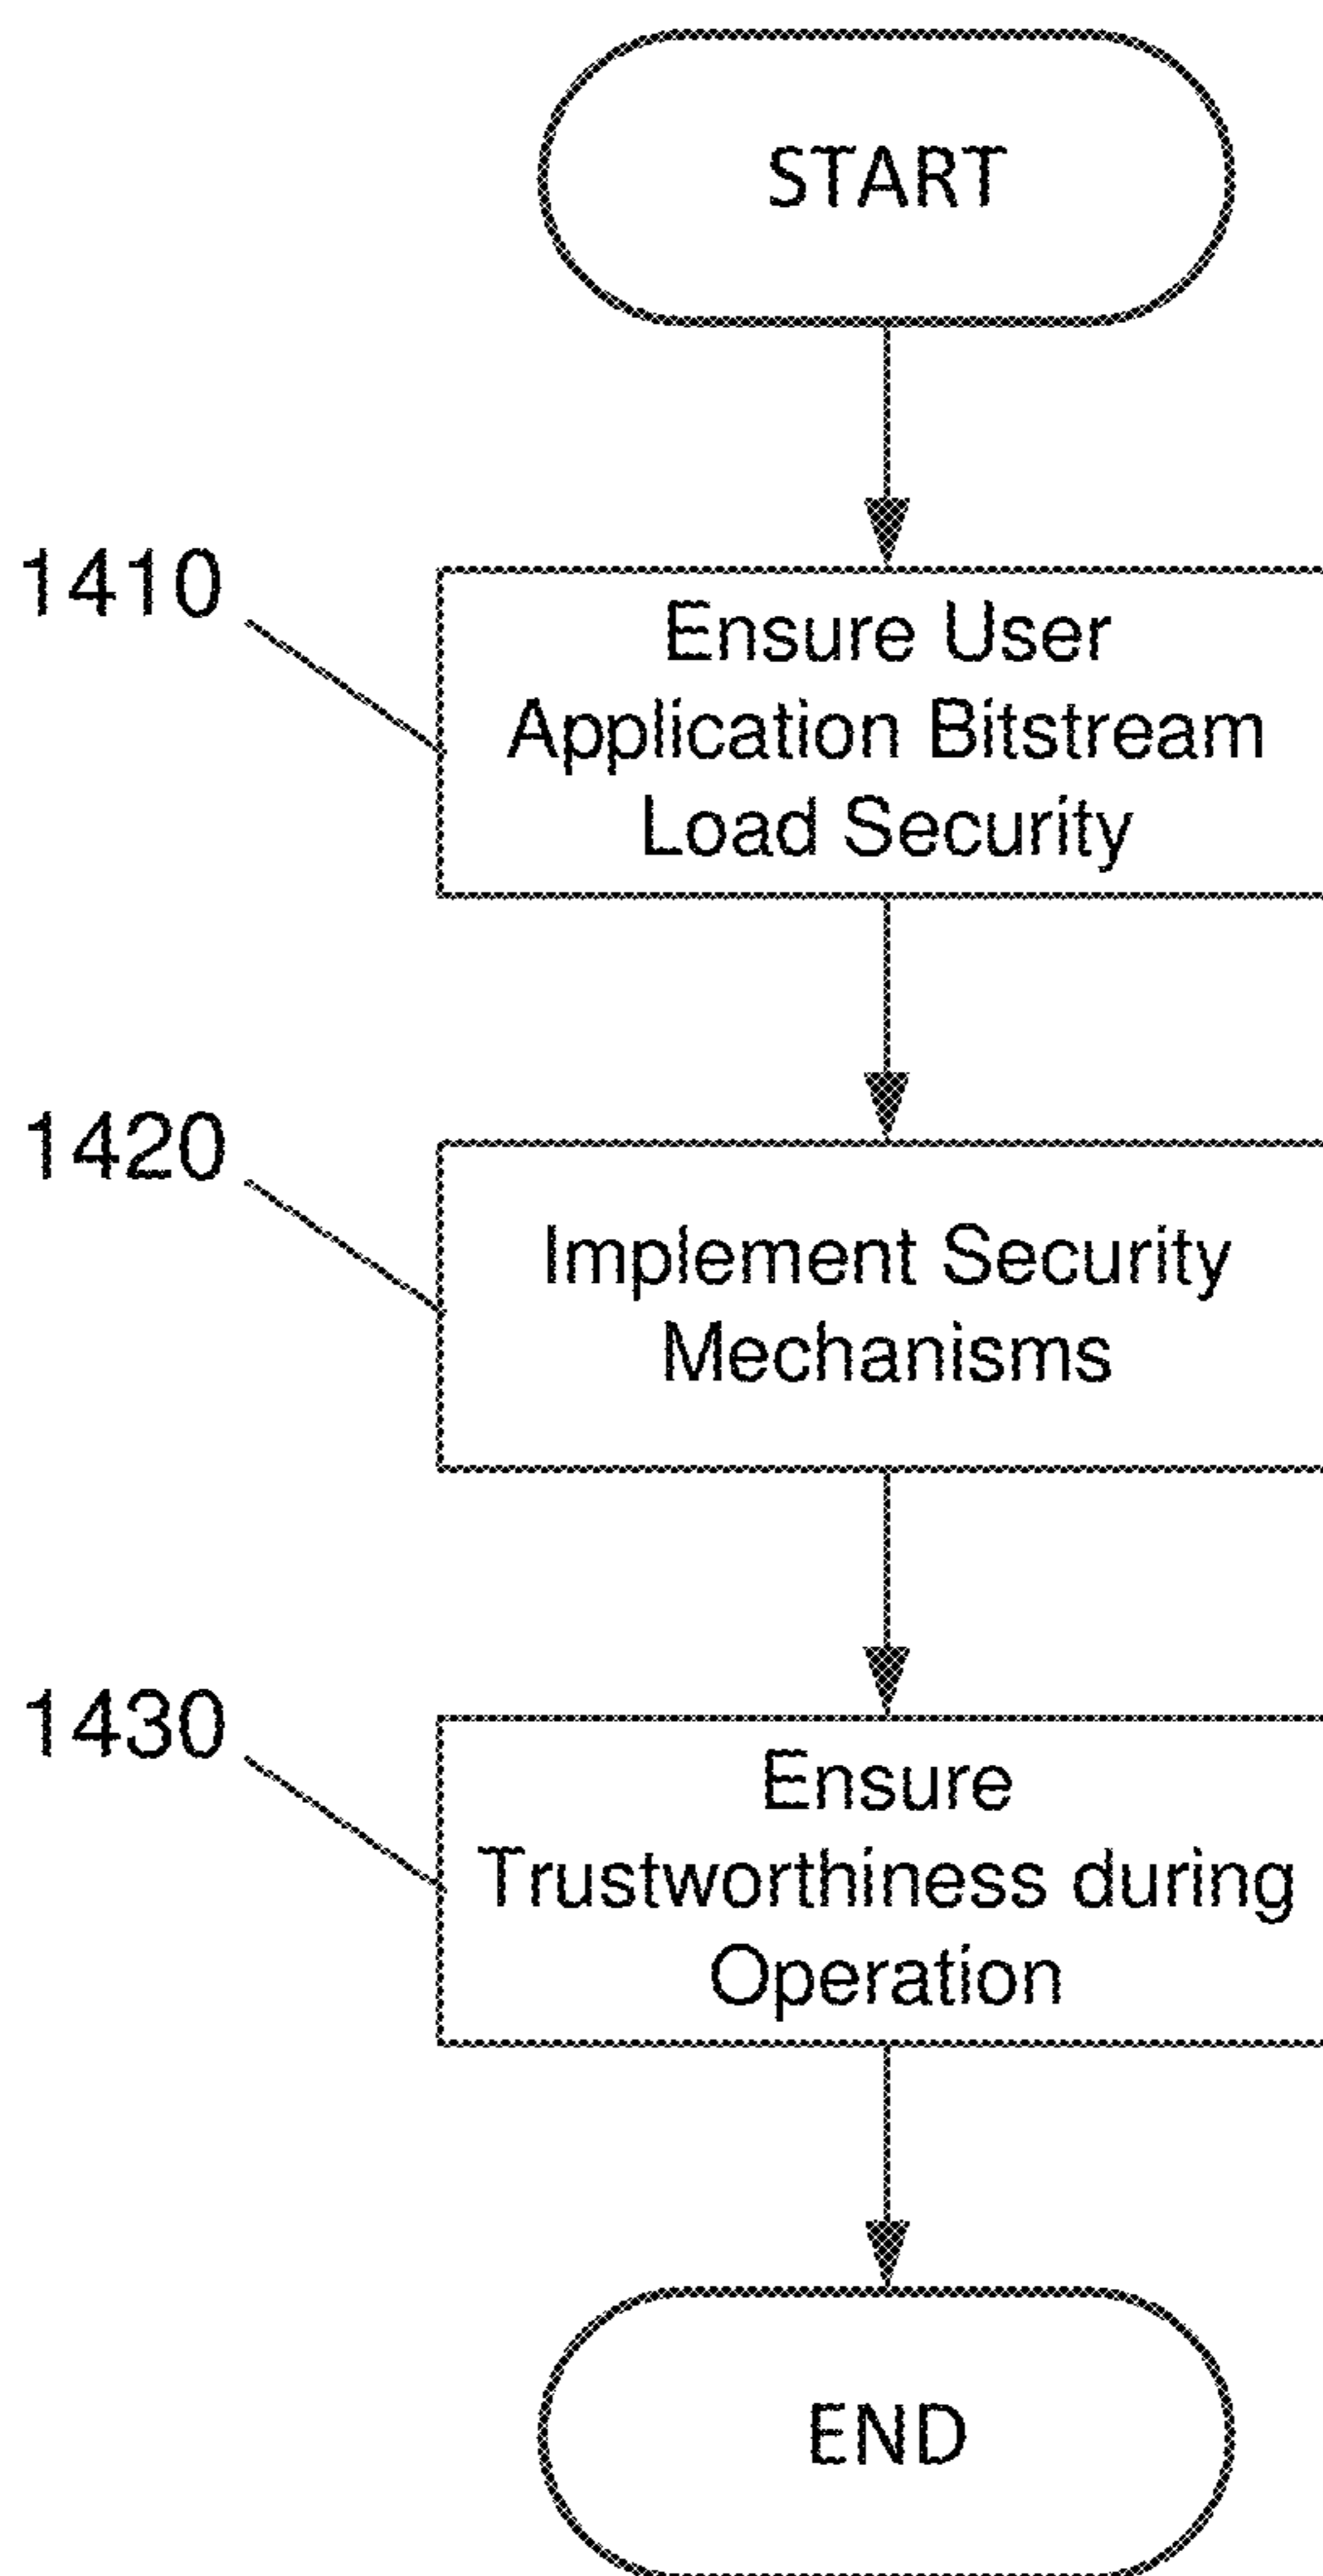 START
1410
Ensure User
Application Bitstream
Load Security
1420
Implement Security
Mechanisms
1430
Ensure
Trustworthiness during
Operation
END